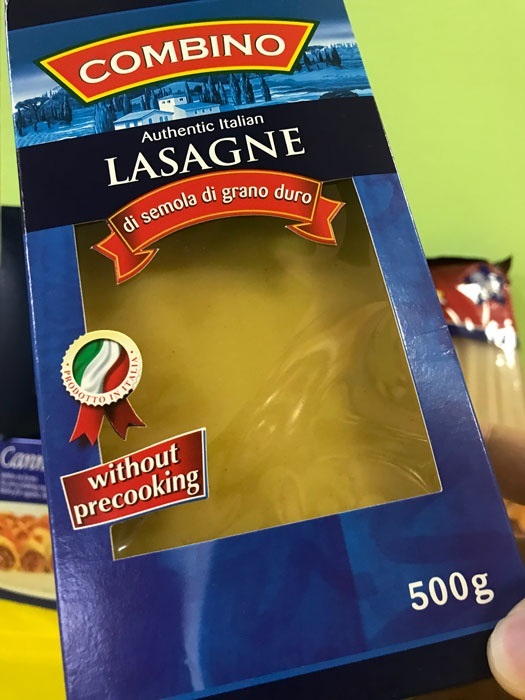 COMBINO
Authentic Italian
LASAGNE
di semola di grano duro
PRODOTTO IN ITALIA
without
precooking
500g